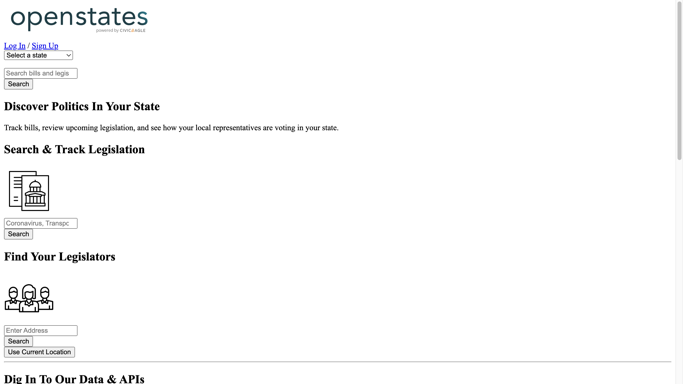 openstates
powered by CIVIC EAGLE
Log In / Sign Up
Select a state
Search bills and legis
Search
Discover Politics In Your State
Track bills, review upcoming legislation, and see how your local representatives are voting in your state.
Search & Track Legislation
Coronavirus, Transpo
Search
Find Your Legislators
Enter Address
Search
Use Current Location
Dig In To Our Data & APIs